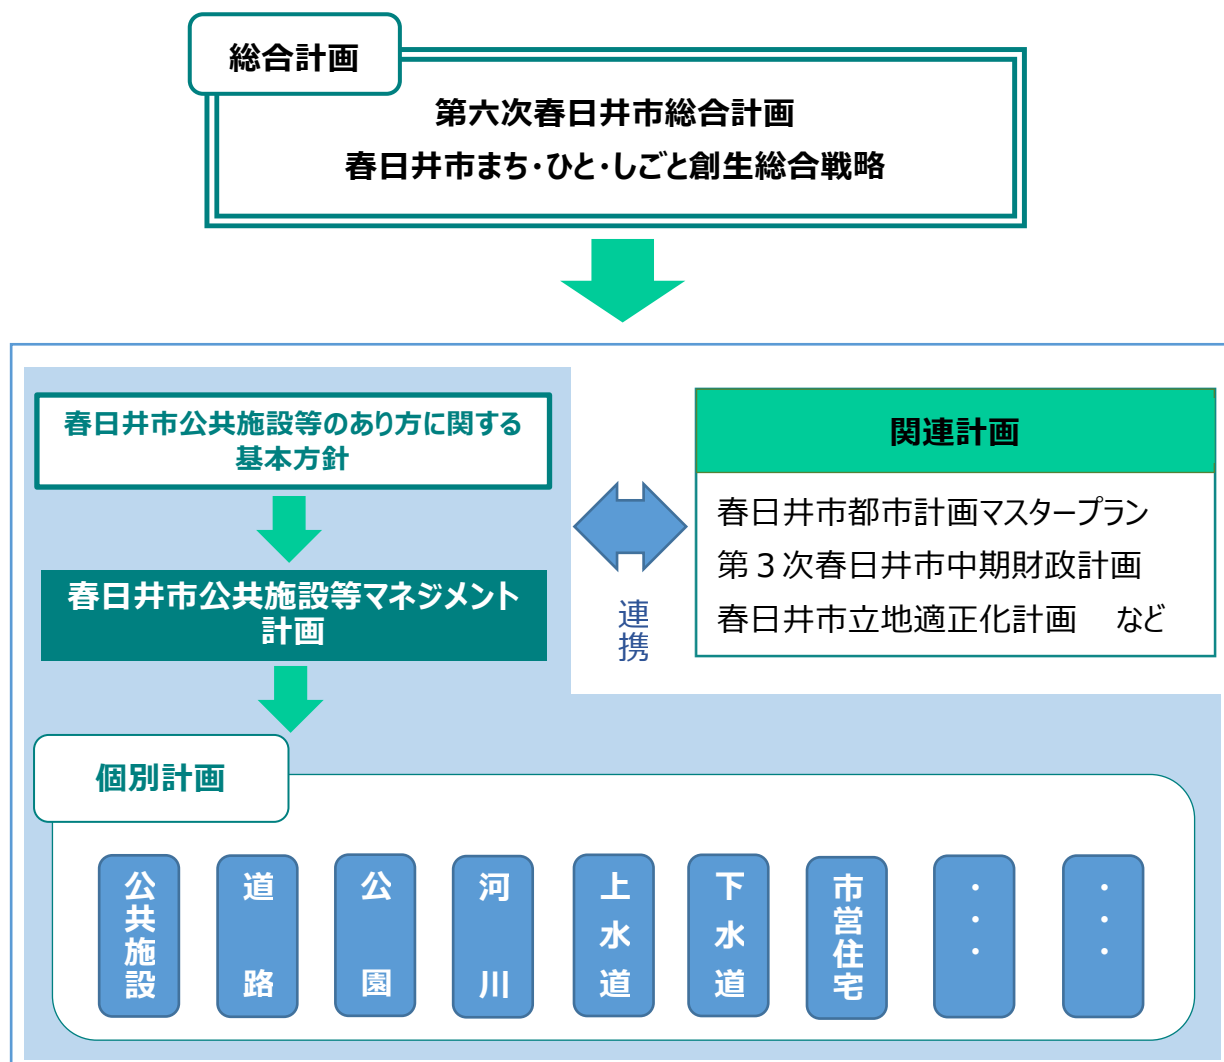 総合計画
第六次春日井市総合計画
春日井市まち・ひと・しごと創生総合戦略
春日井市公共施設等のあり方に関する
基本方針
春日井市公共施設等マネジメント
計画
連携
関連計画
春日井市都市計画マスタープラン
第３次春日井市中期財政計画
春日井市立地適正化計画　など
個別計画
公共施設
道路
公園
河川
上水道
下水道
市営住宅
・・・
・・・